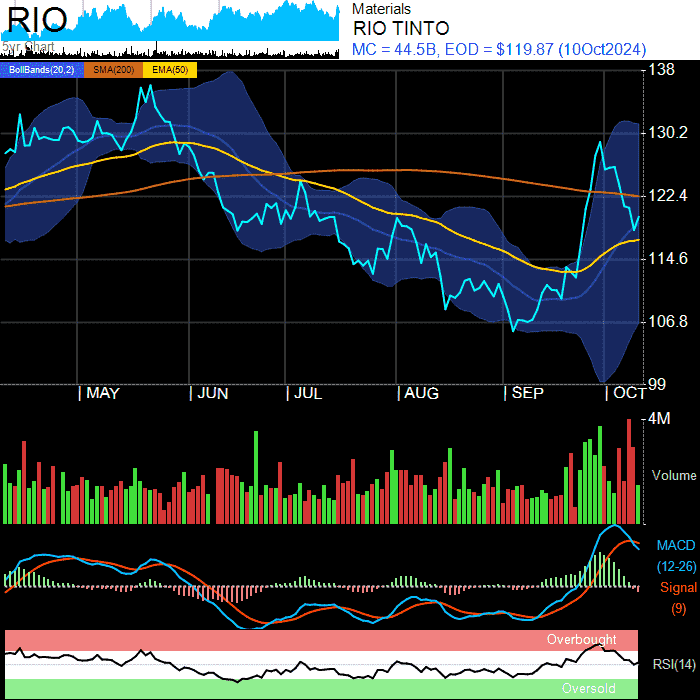 RIO
5yr Chart
Materials
RIO TINTO
MC = 44.5B, EOD = $119.87 (10Oct2024)
BollBands(20,2) SMA(200) EMA(50)
138
130.2
122.4
114.6
106.8
99
| MAY | JUN | JUL | AUG | SEP | OCT
4M
Volume
MACD
(12-26)
Signal
(9)
Overbought
RSI(14)
Oversold